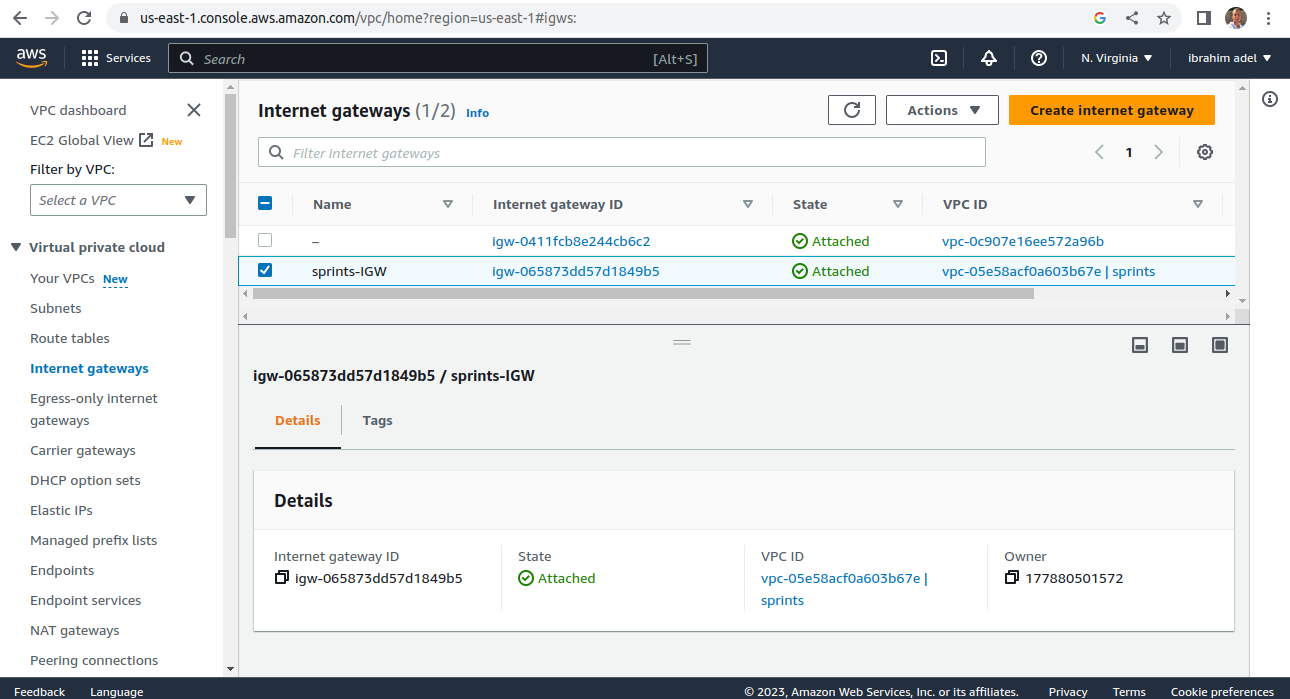 us-east-1.console.aws.amazon.com/vpc/home?region=us-east-1#igws:
aws
Services
Search
[Alt+S]
N. Virginia
ibrahim adel
VPC dashboard
EC2 Global View New
Filter by VPC:
Select a VPC
Virtual private cloud
Your VPCs New
Subnets
Route tables
Internet gateways
Egress-only internet
gateways
Carrier gateways
DHCP option sets
Elastic IPs
Managed prefix lists
Endpoints
Endpoint services
NAT gateways
Peering connections
Internet gateways (1/2) Info
Actions
Create internet gateway
Filter internet gateways
1
Name Internet gateway ID State VPC ID
– igw-0411fcb8e244cb6c2 Attached vpc-0c907e16ee572a96b
sprints-IGW igw-065873dd57d1849b5 Attached vpc-05e58acf0a603b67e | sprints
igw-065873dd57d1849b5 / sprints-IGW
Details Tags
Details
Internet gateway ID
igw-065873dd57d1849b5
State
Attached
VPC ID
vpc-05e58acf0a603b67e |
sprints
Owner
177880501572
Feedback Language © 2023, Amazon Web Services, Inc. or its affiliates. Privacy Terms Cookie preferences